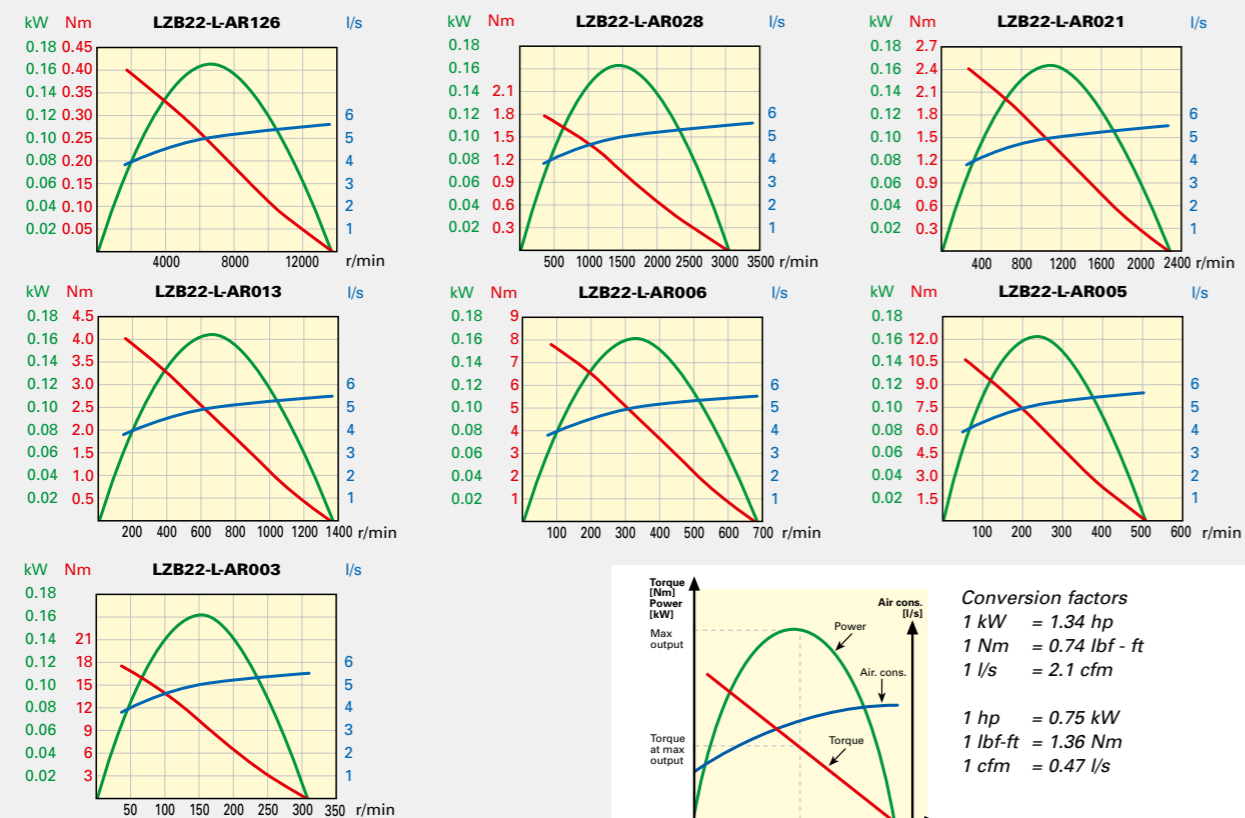 kW Nm LZB22-L-AR126 l/s
0.18 0.45
0.16 0.40
0.14 0.35
0.12 0.30 6
0.10 0.25 5
0.08 0.20 4
0.06 0.15 3
0.04 0.10 2
0.02 0.05 1
4000 8000 12000 r/min
kW Nm LZB22-L-AR028 l/s
0.18
0.16
0.14 2.1
0.12 1.8 6
0.10 1.5 5
0.08 1.2 4
0.06 0.9 3
0.04 0.6 2
0.02 0.3 1
500 1000 1500 2000 2500 3000 3500 r/min
kW Nm LZB22-L-AR021 l/s
0.18 2.7
0.16 2.4
0.14 2.1
0.12 1.8 6
0.10 1.5 5
0.08 1.2 4
0.06 0.9 3
0.04 0.6 2
0.02 0.3 1
400 800 1200 1600 2000 2400 r/min
kW Nm LZB22-L-AR013 l/s
0.18 4.5
0.16 4.0
0.14 3.5
0.12 3.0 6
0.10 2.5 5
0.08 2.0 4
0.06 1.5 3
0.04 1.0 2
0.02 0.5 1
200 400 600 800 1000 1200 1400 r/min
kW Nm LZB22-L-AR006 l/s
0.18 9
0.16 8
0.14 7
0.12 6 6
0.10 5 5
0.08 4 4
0.06 3 3
0.04 2 2
0.02 1 1
100 200 300 400 500 600 700 r/min
kW Nm LZB22-L-AR005 l/s
0.18
0.16 12.0
0.14 10.5
0.12 9.0 6
0.10 7.5 5
0.08 6.0 4
0.06 4.5 3
0.04 3.0 2
0.02 1.5 1
100 200 300 400 500 600 r/min
kW Nm LZB22-L-AR003 l/s
0.18
0.16
0.14 21
0.12 18 6
0.10 15 5
0.08 12 4
0.06 9 3
0.04 6 2
0.02 3 1
50 100 150 200 250 300 350 r/min
Torque
[Nm]
Power
[kW]
Air cons.
[l/s]
Max
output
Power
Air. cons.
Torque
at max
output
Torque
Conversion factors
1 kW = 1.34 hp
1 Nm = 0.74 lbf - ft
1 l/s = 2.1 cfm
1 hp = 0.75 kW
1 lbf-ft = 1.36 Nm
1 cfm = 0.47 l/s